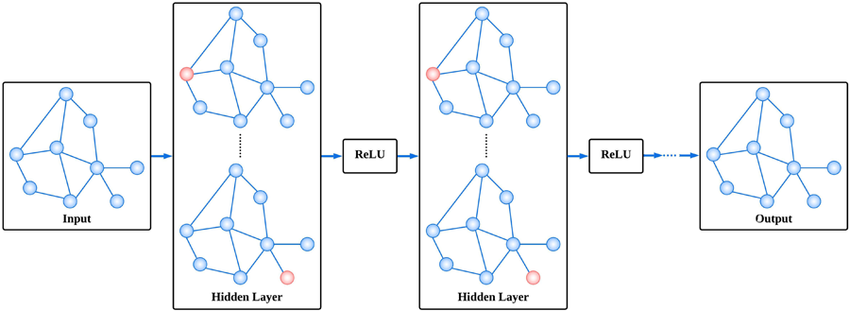 Input
Hidden Layer
ReLU
Hidden Layer
ReLU
Output